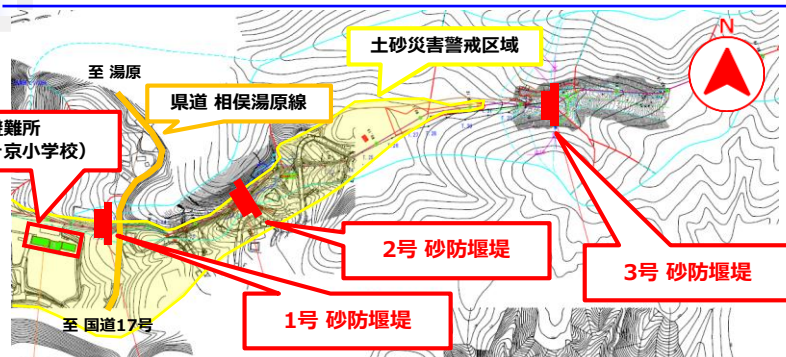 土砂災害警戒区域
N
至 湯原
県道 相俣湯原線
難所
京小学校）
2号 砂防堰堤
3号 砂防堰堤
1号 砂防堰堤
至 国道17号